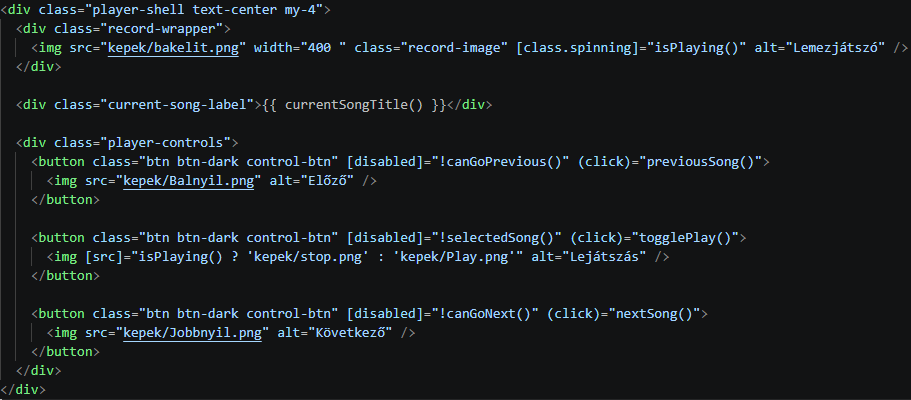 <div class="player-shell text-center my-4">
<div class="record-wrapper">
<img src="kepek/bakelit.png" width="400 " class="record-image" [class.spinning]="isPlaying()" alt="Lemezjátszó" />
</div>
<div class="current-song-label">{{ currentSongTitle() }}</div>
<div class="player-controls">
<button class="btn btn-dark control-btn" [disabled]="!canGoPrevious()" (click)="previousSong()">
<img src="kepek/Balnyil.png" alt="Előző" />
</button>
<button class="btn btn-dark control-btn" [disabled]="!selectedSong()" (click)="togglePlay()">
<img [src]="isPlaying() ? 'kepek/stop.png' : 'kepek/Play.png'" alt="Lejátszás" />
</button>
<button class="btn btn-dark control-btn" [disabled]="!canGoNext()" (click)="nextSong()">
<img src="kepek/Jobbnyil.png" alt="Következő" />
</button>
</div>
</div>